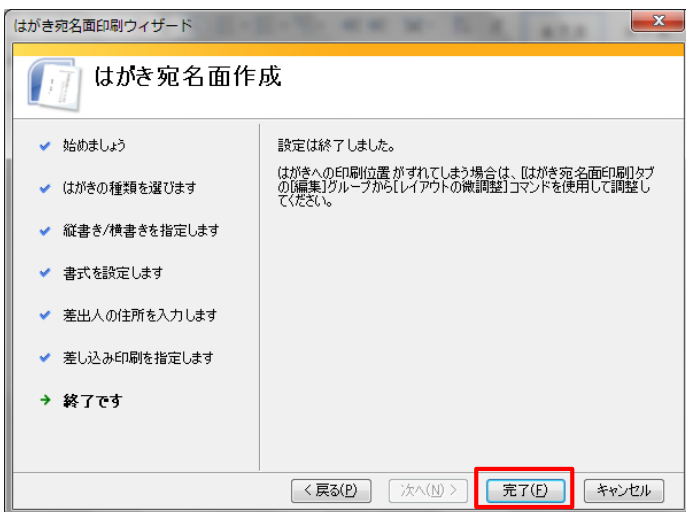 はがき宛名面印刷ウィザード
はがき宛名面作成
始めましょう
はがきの種類を選びます
縦書き/横書きを指定します
書式を設定します
差出人の住所を入力します
差し込み印刷を指定します
終了です
設定は終了しました。
はがきへの印刷位置がずれてしまう場合は、[はがき宛名面印刷]タブ
の[編集]グループから[レイアウトの微調整]コマンドを使用して調整し
てください。
< 戻る(P)
次へ(N) >
完了(F)
キャンセル